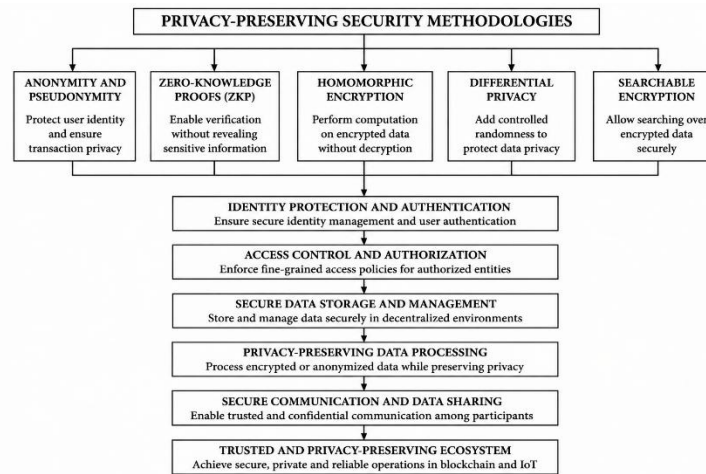 PRIVACY-PRESERVING SECURITY METHODOLOGIES
ANONYMITY AND
PSEUDONYMITY
Protect user identity
and ensure
transaction privacy
ZERO-KNOWLEDGE
PROOFS (ZKP)
Enable verification
without revealing
sensitive information
HOMOMORPHIC
ENCRYPTION
Perform computation
on encrypted data
without decryption
DIFFERENTIAL
PRIVACY
Add controlled
randomness to
protect data privacy
SEARCHABLE
ENCRYPTION
Allow searching over
encrypted data
securely
IDENTITY PROTECTION AND AUTHENTICATION
Ensure secure identity management and user authentication
ACCESS CONTROL AND AUTHORIZATION
Enforce fine-grained access policies for authorized entities
SECURE DATA STORAGE AND MANAGEMENT
Store and manage data securely in decentralized environments
PRIVACY-PRESERVING DATA PROCESSING
Process encrypted or anonymized data while preserving privacy
SECURE COMMUNICATION AND DATA SHARING
Enable trusted and confidential communication among participants
TRUSTED AND PRIVACY-PRESERVING ECOSYSTEM
Achieve secure, private and reliable operations in blockchain and IoT